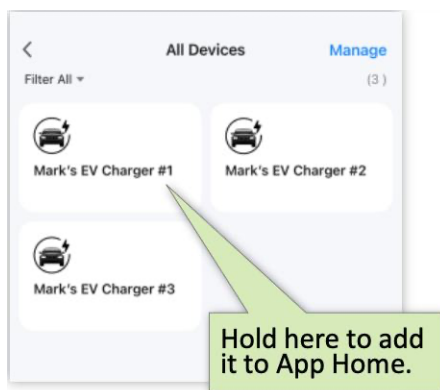 All Devices Manage
Filter All (3)
Mark's EV Charger #1 Mark's EV Charger #2
Mark's EV Charger #3
Hold here to add
it to App Home.